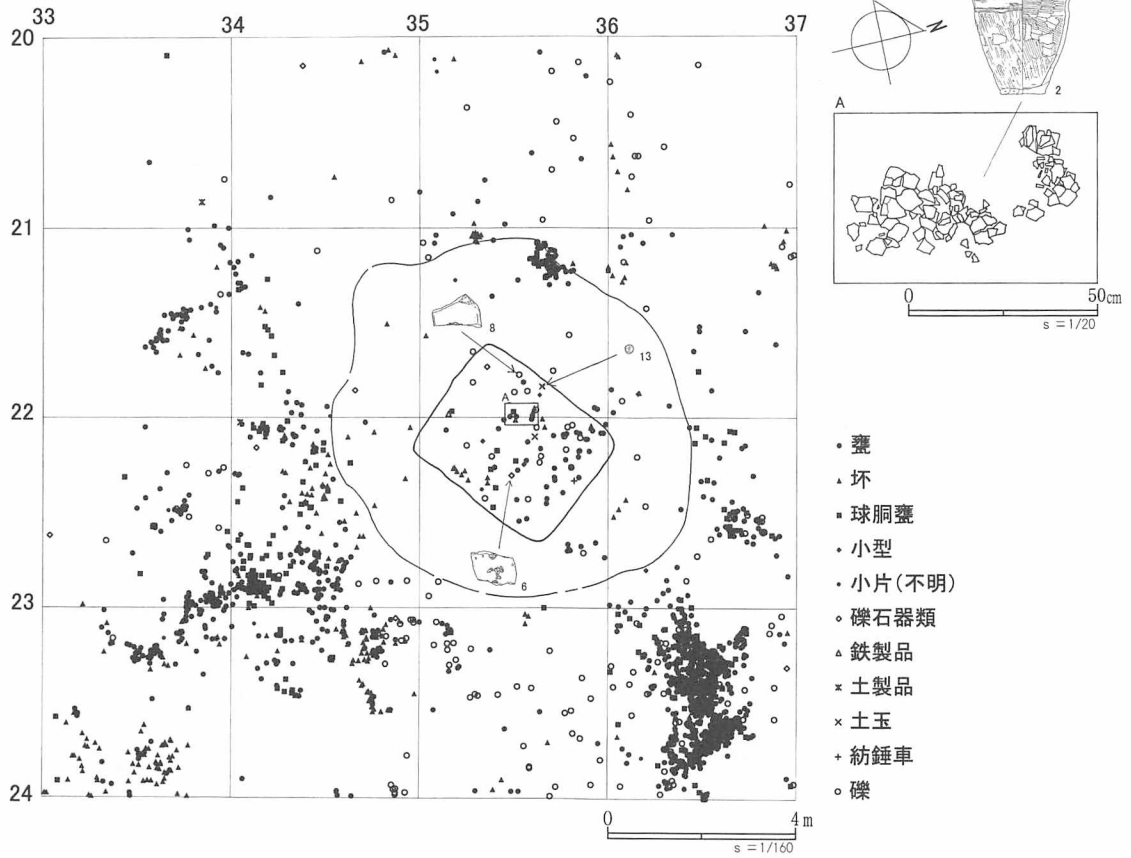 33 34 35 36 37
20
21
22
23
24
N
2
A
0 50cm
s=1/20
8
13
A
6
• 甕
▲ 坏
■ 球胴甕
◆ 小型
• 小片(不明)
◇ 礫石器類
△ 鉄製品
* 土製品
× 土玉
+ 紡錘車
○ 礫
0 4m
s=1/160